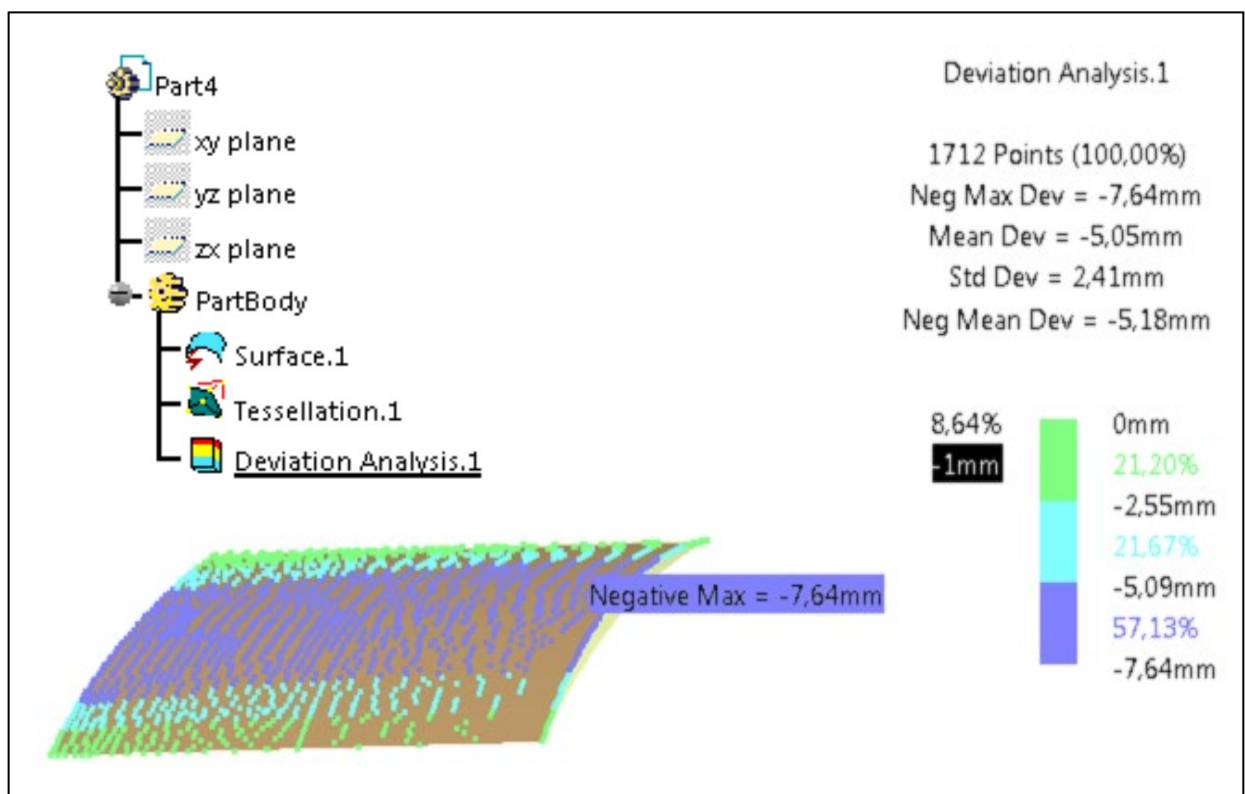 Part4
xy plane
yz plane
zx plane
PartBody
Surface.1
Tessellation.1
Deviation Analysis.1
Deviation Analysis.1
1712 Points (100,00%)
Neg Max Dev = -7,64mm
Mean Dev = -5,05mm
Std Dev = 2,41mm
Neg Mean Dev = -5,18mm
8,64%
-1mm
0mm
21,20%
-2,55mm
21,67%
-5,09mm
57,13%
-7,64mm
Negative Max = -7,64mm